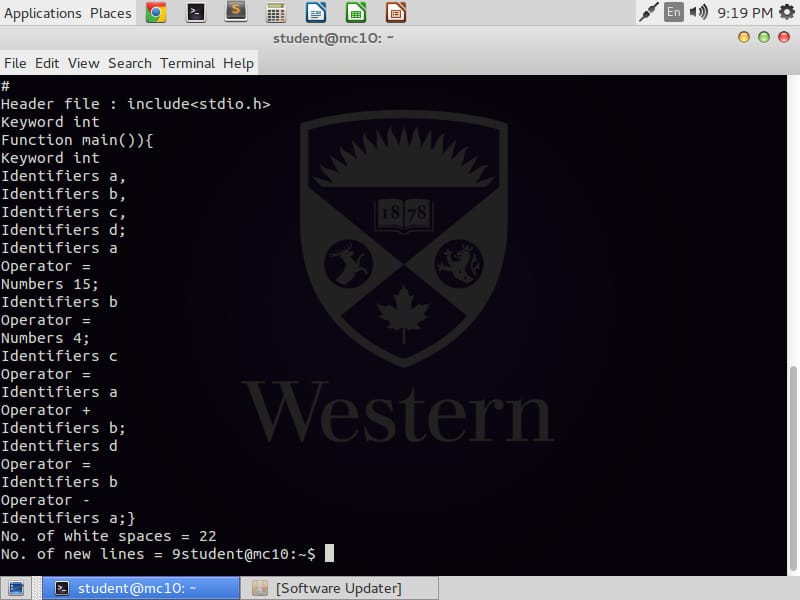 Applications Places En 9:19 PM
student@mc10: ~
File Edit View Search Terminal Help
#
Header file : include<stdio.h>
Keyword int
Function main()){
Keyword int
Identifiers a,
Identifiers b,
Identifiers c,
Identifiers d;
Identifiers a
Operator =
Numbers 15;
Identifiers b
Operator =
Numbers 4;
Identifiers c
Operator =
Identifiers a
Operator +
Identifiers b;
Identifiers d
Operator =
Identifiers b
Operator -
Identifiers a;}
No. of white spaces = 22
No. of new lines = 9student@mc10:~$
1878
Western
student@mc10: ~ [Software Updater]